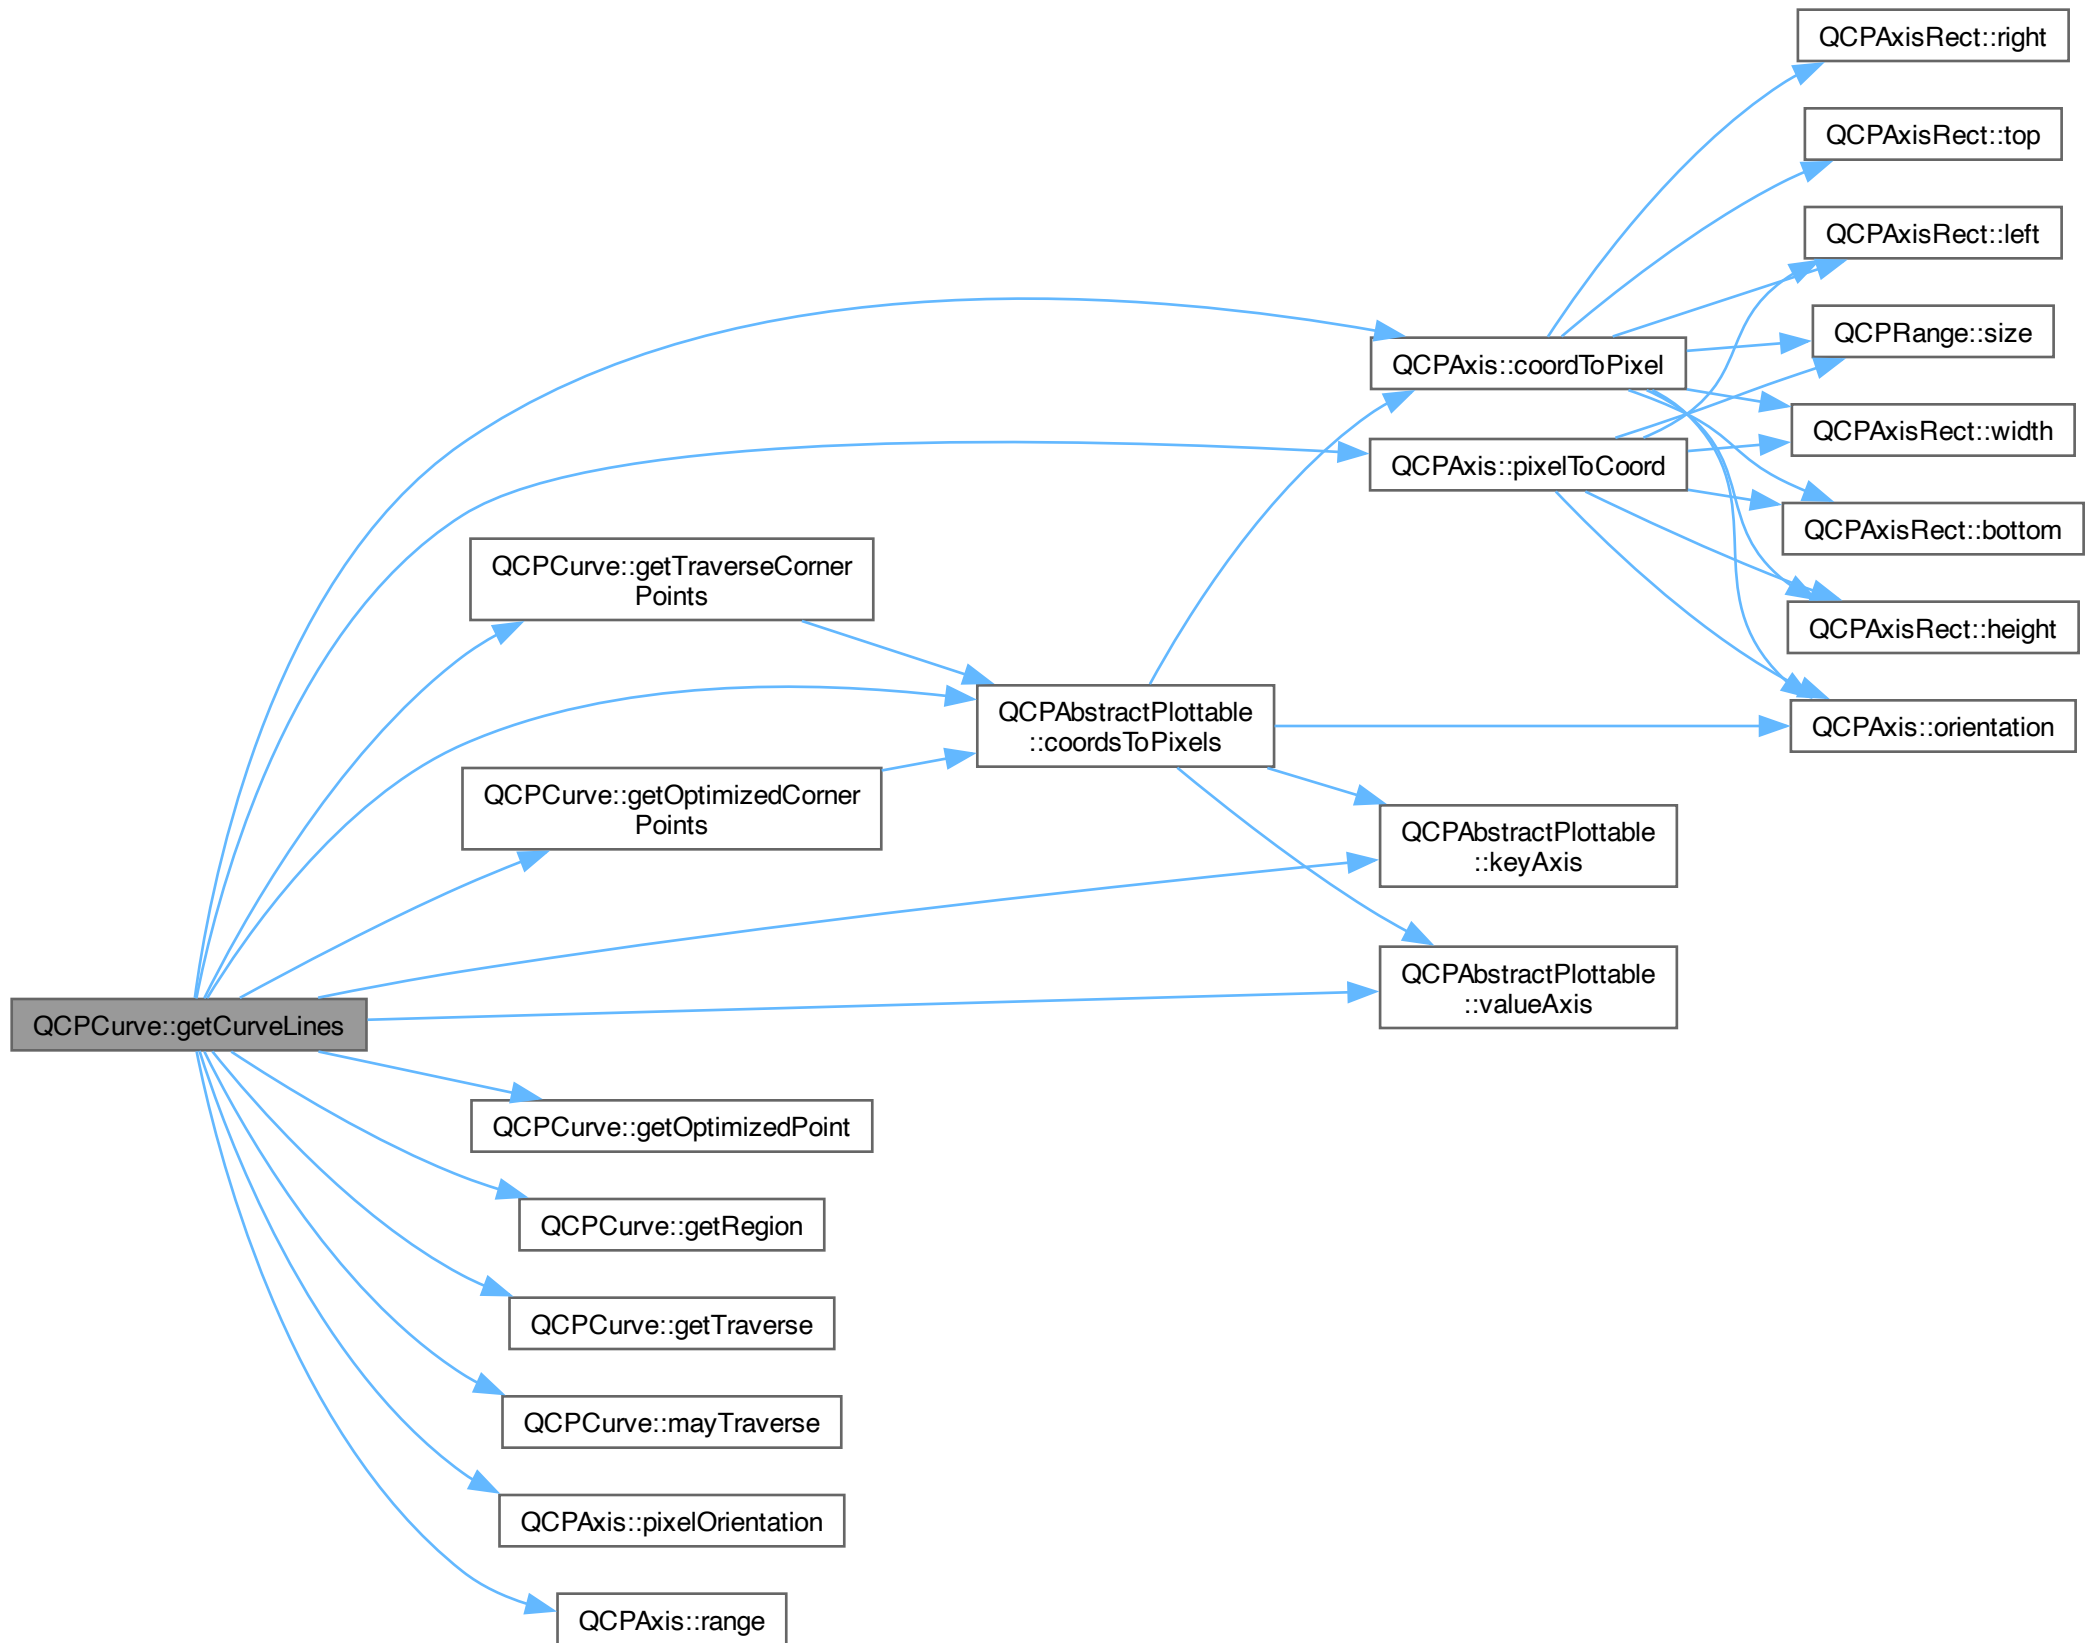 QCPAxisRect::right
QCPAxisRect::top
QCPAxisRect::left
QCPRange::size
QCPAxis::coordToPixel
QCPAxisRect::width
QCPAxis::pixelToCoord
QCPAxisRect::bottom
QCPCurve::getTraverseCorner
Points
QCPAxisRect::height
QCPAbstractPlottable
::coordsToPixels
QCPAxis::orientation
QCPCurve::getOptimizedCorner
Points
QCPAbstractPlottable
::keyAxis
QCPAbstractPlottable
::valueAxis
QCPCurve::getCurveLines
QCPCurve::getOptimizedPoint
QCPCurve::getRegion
QCPCurve::getTraverse
QCPCurve::mayTraverse
QCPAxis::pixelOrientation
QCPAxis::range